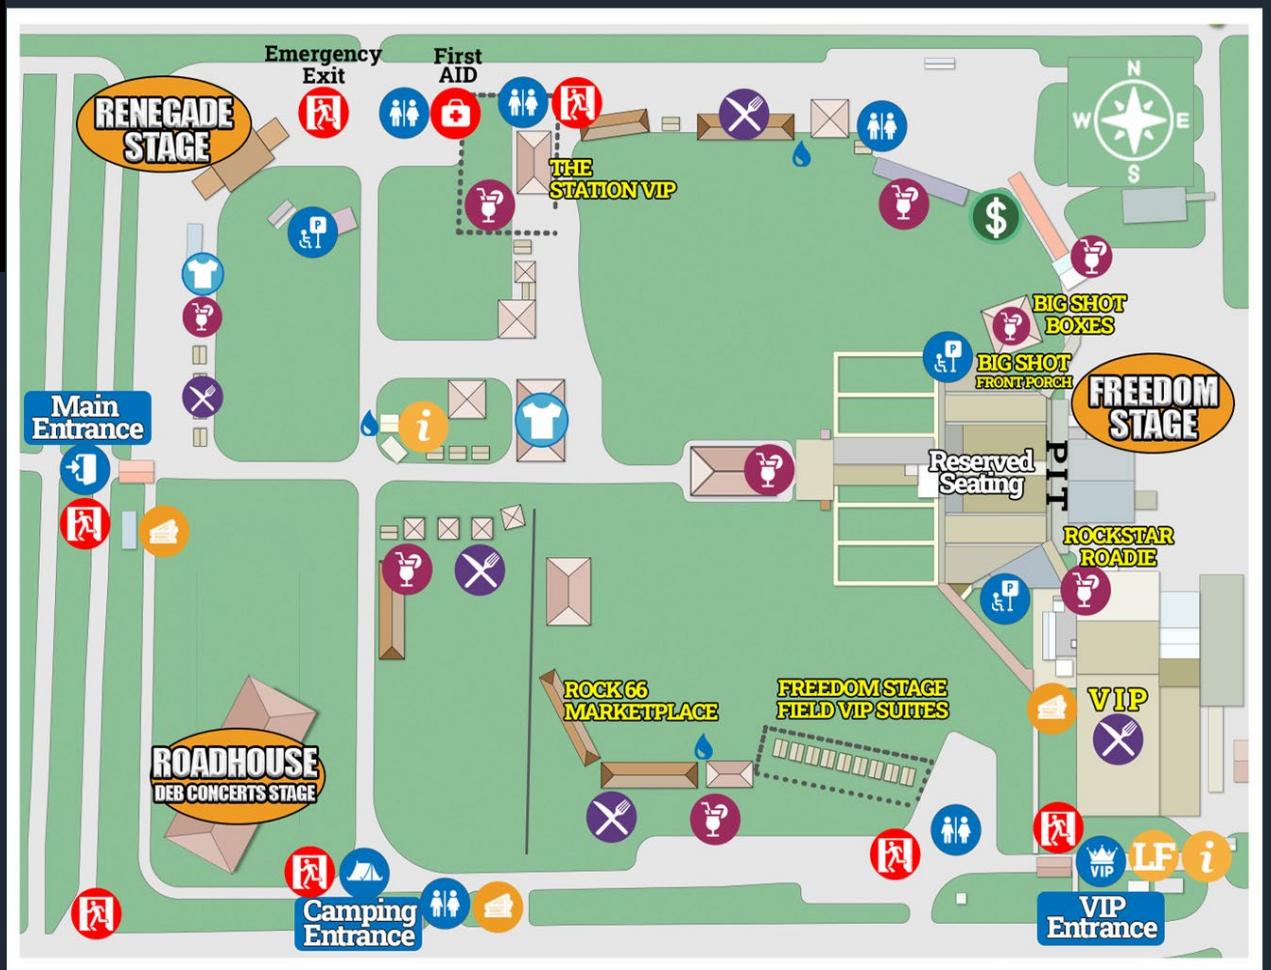 Emergency
Exit
First
AID
RENEGADE
STAGE
N
W E
S
THE
STATION VIP
P
$
BIG SHOT
BOXES
P
BIG SHOT
FRONT PORCH
FREEDOM
STAGE
Main
Entrance
i
Reserved
Seating
PIT
ROCKSTAR
ROADIE
P
ROCK 66
MARKETPLACE
FREEDOM STAGE
FIELD VIP SUITES
VIP
ROADHOUSE
DEB CONCERTS STAGE
VIP
LF
i
Camping
Entrance
VIP
Entrance